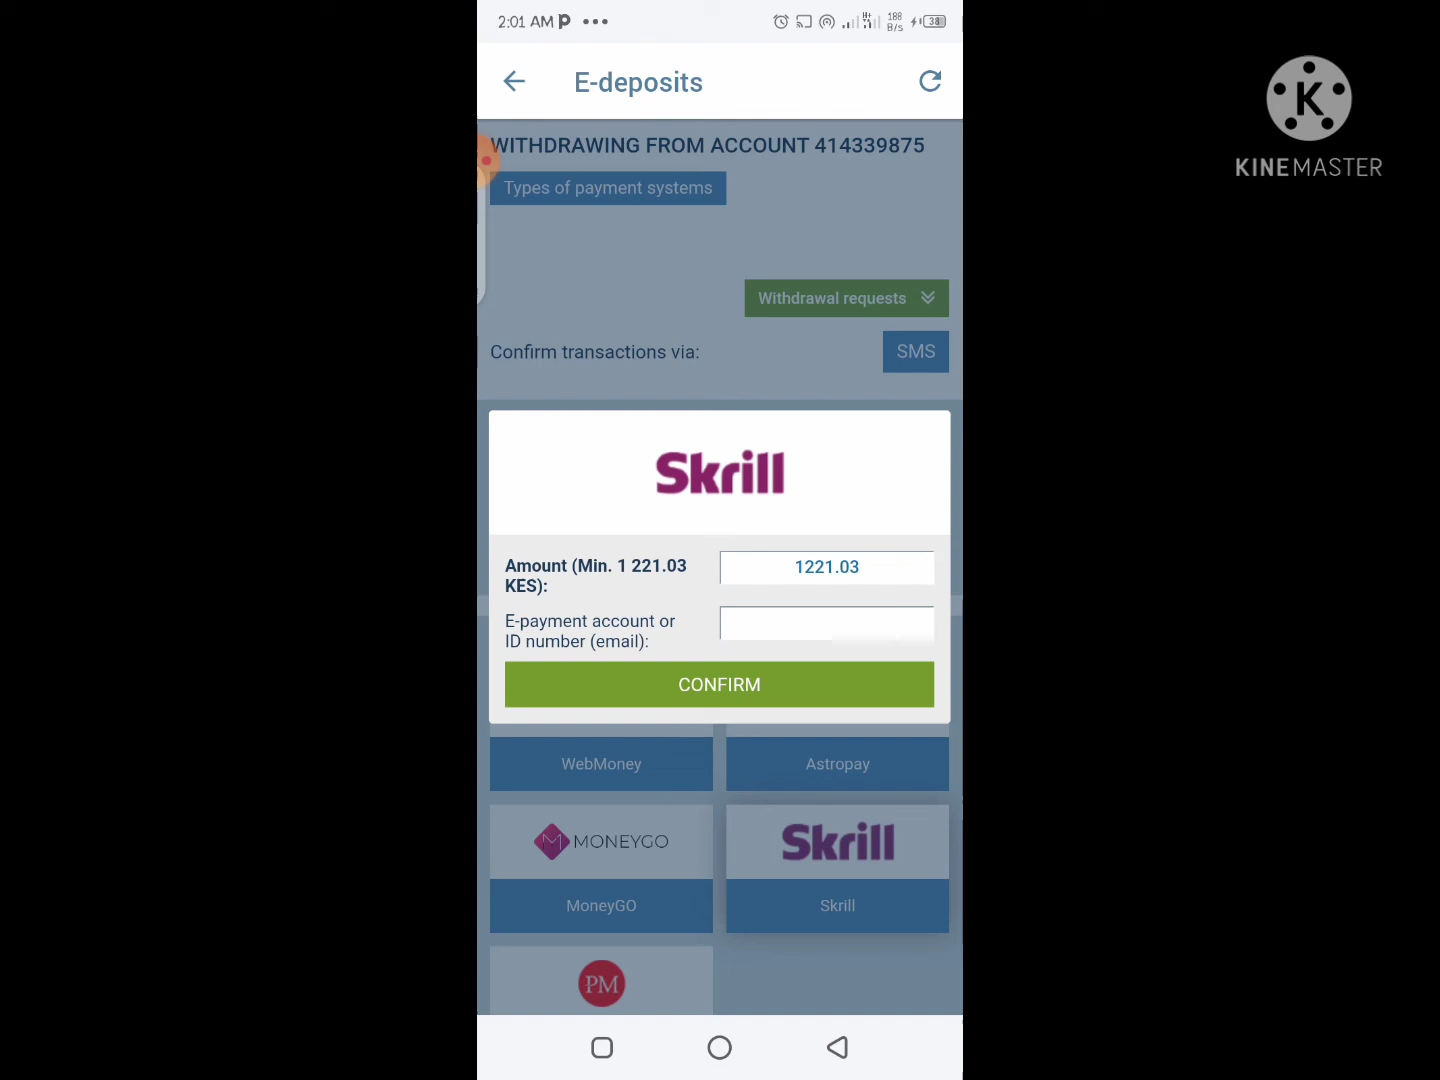 2:01 AM
188
B/s
38
E-deposits
KINEMASTER
WITHDRAWING FROM ACCOUNT 414339875
Types of payment systems
Withdrawal requests
Confirm transactions via:
SMS
Skrill
Amount (Min. 1 221.03
KES):
1221.03
E-payment account or
ID number (email):
CONFIRM
WebMoney
Astropay
MONEYGO
Skrill
MoneyGO
Skrill
PM